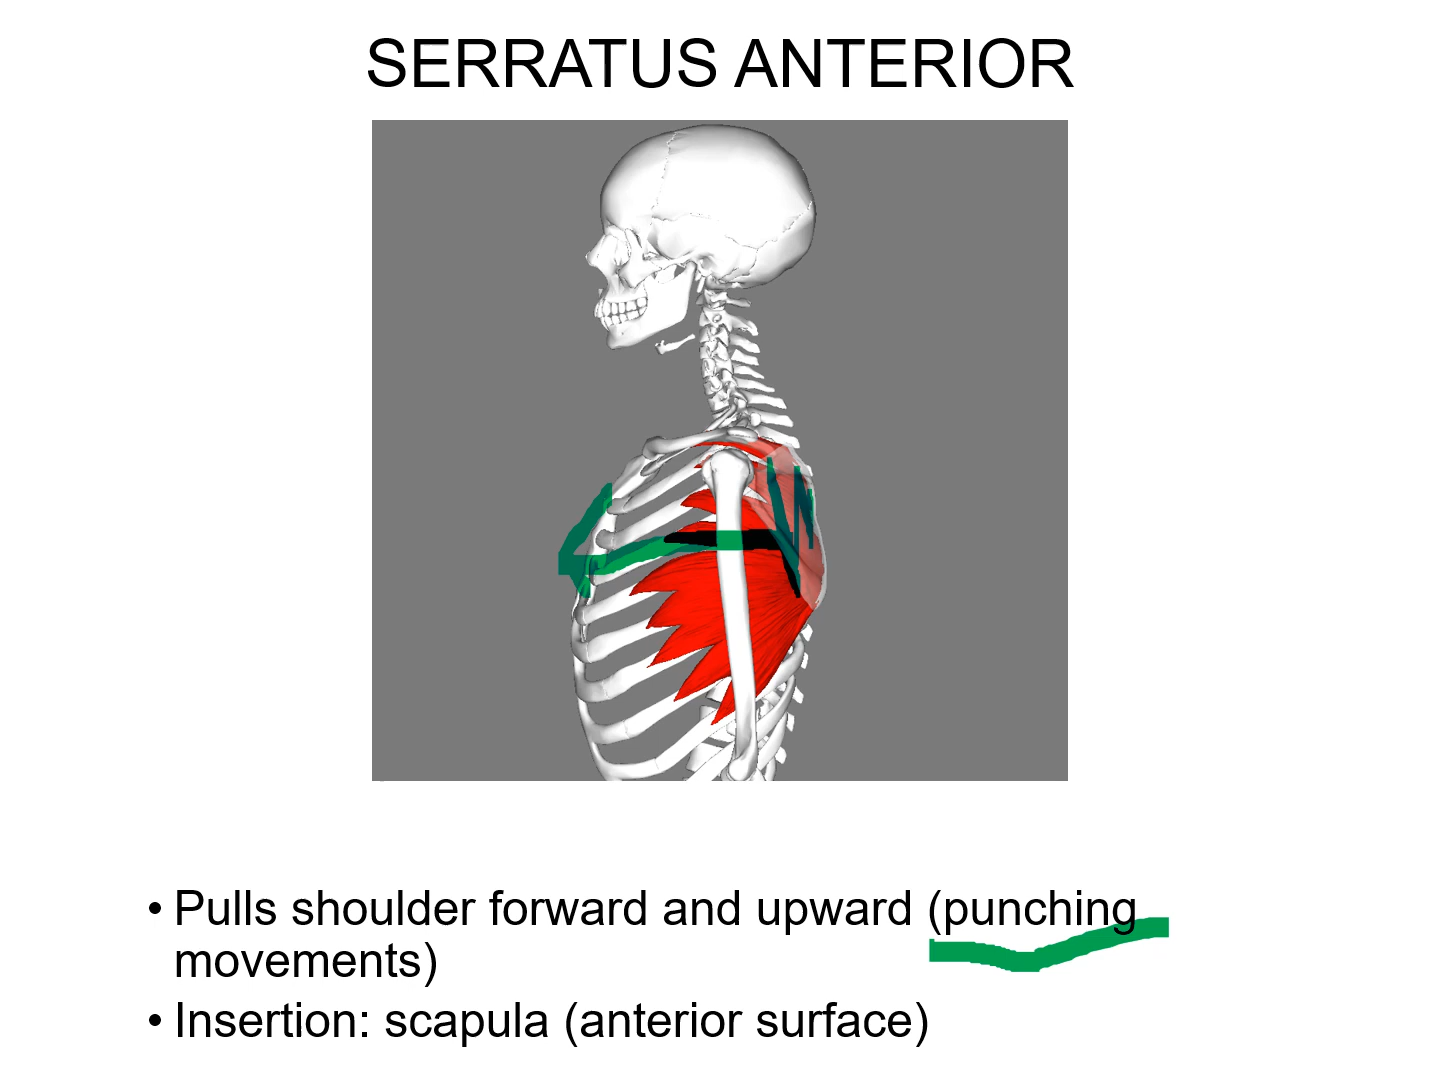 SERRATUS ANTERIOR
• Pulls shoulder forward and upward (punching
movements)
• Insertion: scapula (anterior surface)